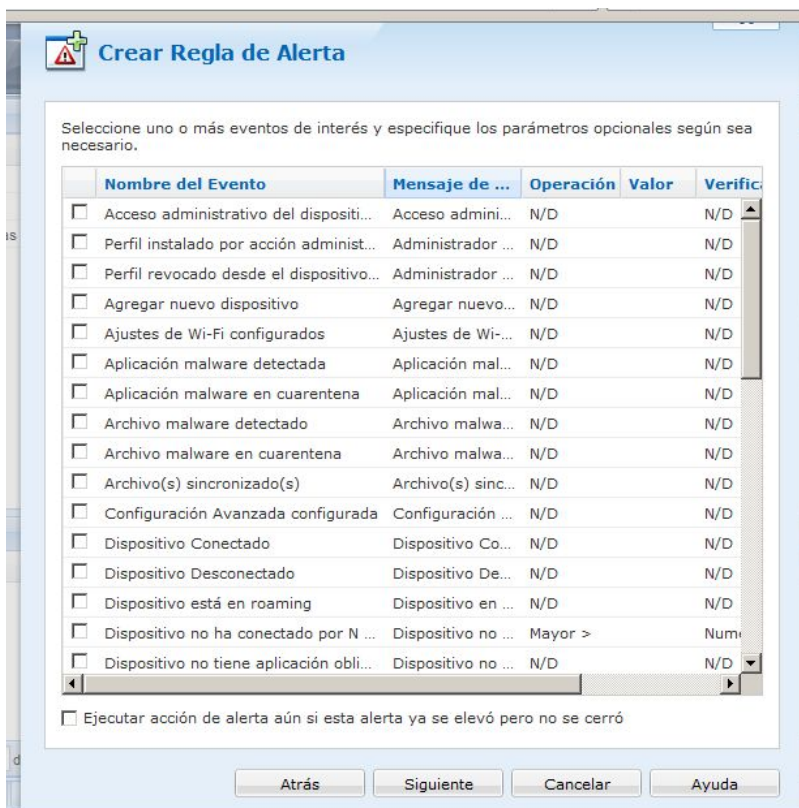 Crear Regla de Alerta
Seleccione uno o más eventos de interés y especifique los parámetros opcionales según sea
necesario.
Nombre del Evento Mensaje de ... Operación Valor Verific
Acceso administrativo del dispositi... Acceso admini... N/D N/D
Perfil instalado por acción administ... Administrador ... N/D N/D
Perfil revocado desde el dispositivo... Administrador ... N/D N/D
Agregar nuevo dispositivo Agregar nuevo... N/D N/D
Ajustes de Wi-Fi configurados Ajustes de Wi-... N/D N/D
Aplicación malware detectada Aplicación mal... N/D N/D
Aplicación malware en cuarentena Aplicación mal... N/D N/D
Archivo malware detectado Archivo malwa... N/D N/D
Archivo malware en cuarentena Archivo malwa... N/D N/D
Archivo(s) sincronizado(s) Archivo(s) sinc... N/D N/D
Configuración Avanzada configurada Configuración ... N/D N/D
Dispositivo Conectado Dispositivo Co... N/D N/D
Dispositivo Desconectado Dispositivo De... N/D N/D
Dispositivo está en roaming Dispositivo en ... N/D N/D
Dispositivo no ha conectado por N ... Dispositivo no ... Mayor > Num
Dispositivo no tiene aplicación obli... Dispositivo no ... N/D N/D
Ejecutar acción de alerta aún si esta alerta ya se elevó pero no se cerró
Atrás Siguiente Cancelar Ayuda